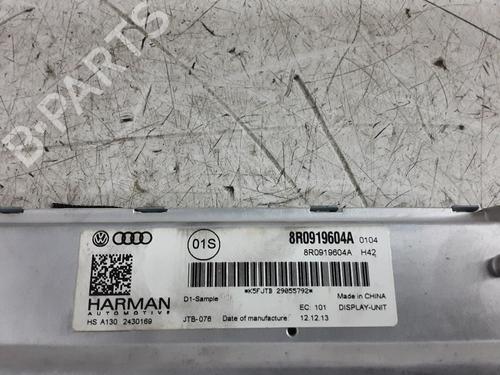 B-PARTS
01S
8R0919604A 0104
8R0919604A H42
*K5FJTB 29055792*
D1-Sample
Made in CHINA
HARMAN
AUTOMOTIVE
EC: 101 DISPLAY-UNIT
HS A130 2430169
JTB-076 Date of manufacture: 12.12.13